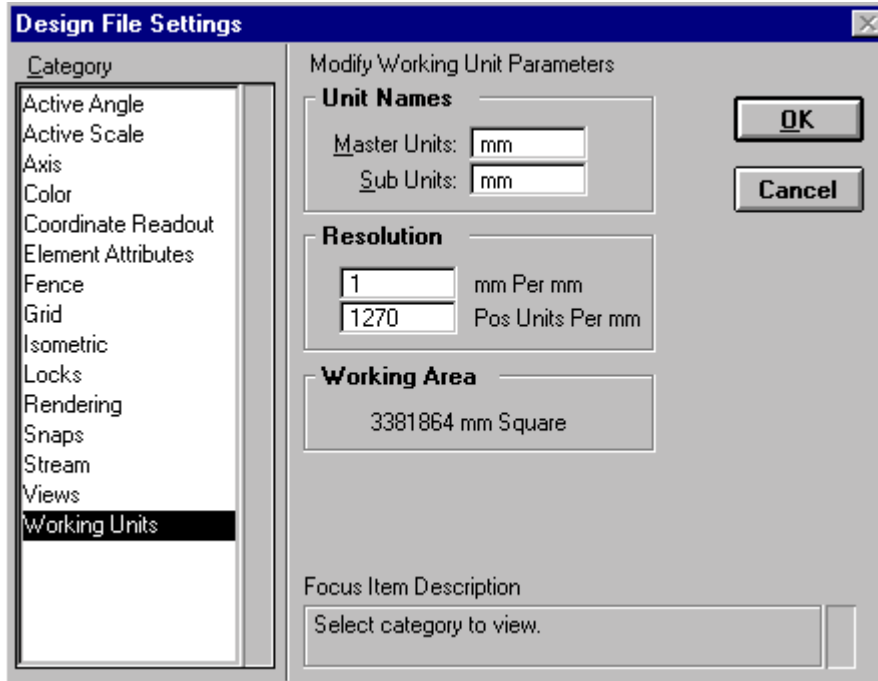 Design File Settings
Category
Active Angle
Active Scale
Axis
Color
Coordinate Readout
Element Attributes
Fence
Grid
Isometric
Locks
Rendering
Snaps
Stream
Views
Working Units
Modify Working Unit Parameters
Unit Names
Master Units: mm
Sub Units: mm
Resolution
1 mm Per mm
1270 Pos Units Per mm
Working Area
3381864 mm Square
OK
Cancel
Focus Item Description
Select category to view.